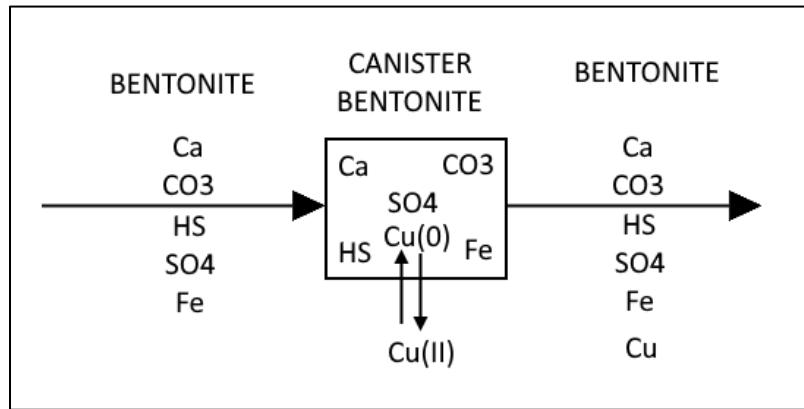 BENTONITE
Ca
CO3
HS
SO4
Fe
CANISTER
BENTONITE
Ca
CO3
SO4
Cu(0)
HS
Fe
Cu(II)
BENTONITE
Ca
CO3
HS
SO4
Fe
Cu